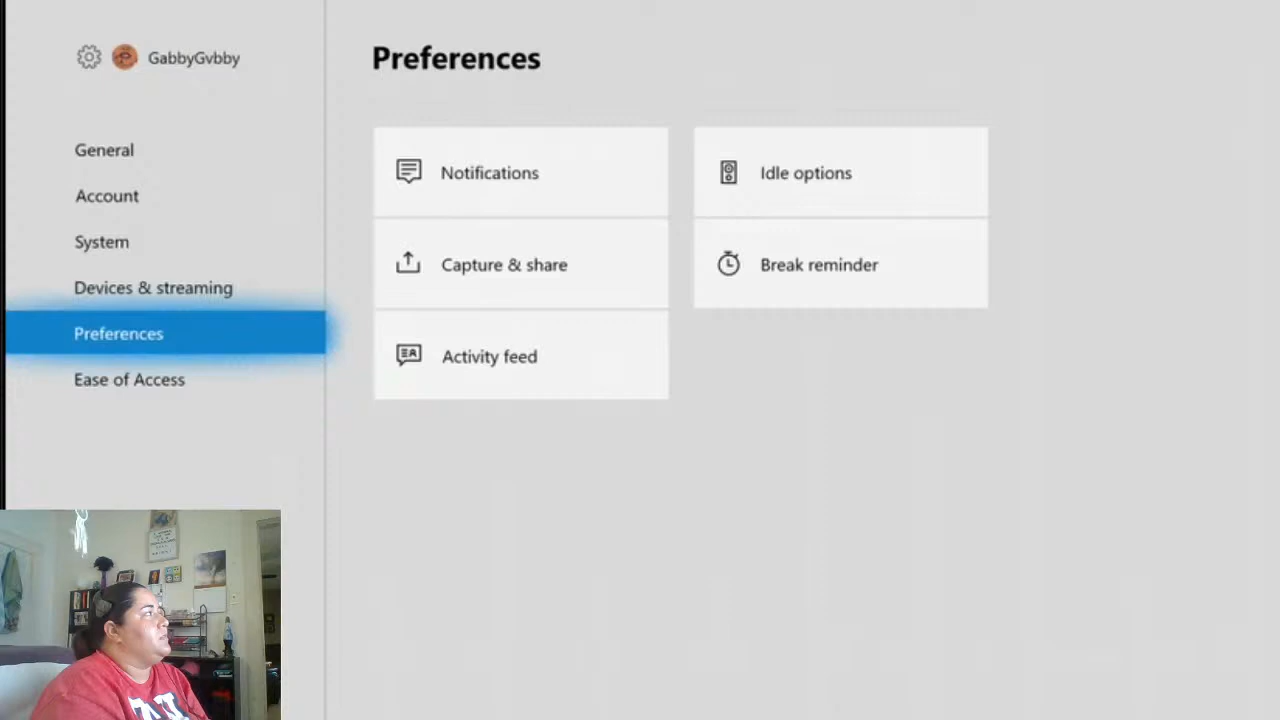 GabbyGvbby
General
Account
System
Devices & streaming
Preferences
Ease of Access
Preferences
Notifications
Capture & share
Activity feed
Idle options
Break reminder